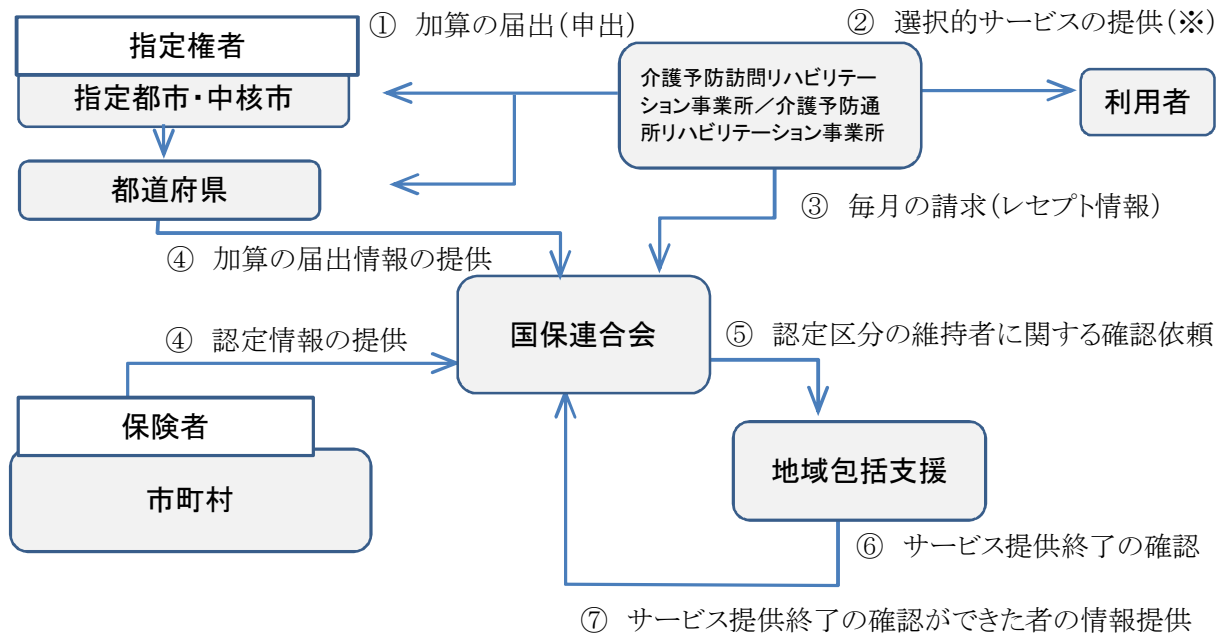 ① 加算の届出(申出)
② 選択的サービスの提供(※)
指定権者
指定都市・中核市
介護予防訪問リハビリテー
ション事業所／介護予防通
所リハビリテーション事業所
利用者
都道府県
③ 毎月の請求(レセプト情報)
④ 加算の届出情報の提供
国保連合会
④ 認定情報の提供
⑤ 認定区分の維持者に関する確認依頼
保険者
市町村
地域包括支援
⑥ サービス提供終了の確認
⑦ サービス提供終了の確認ができた者の情報提供